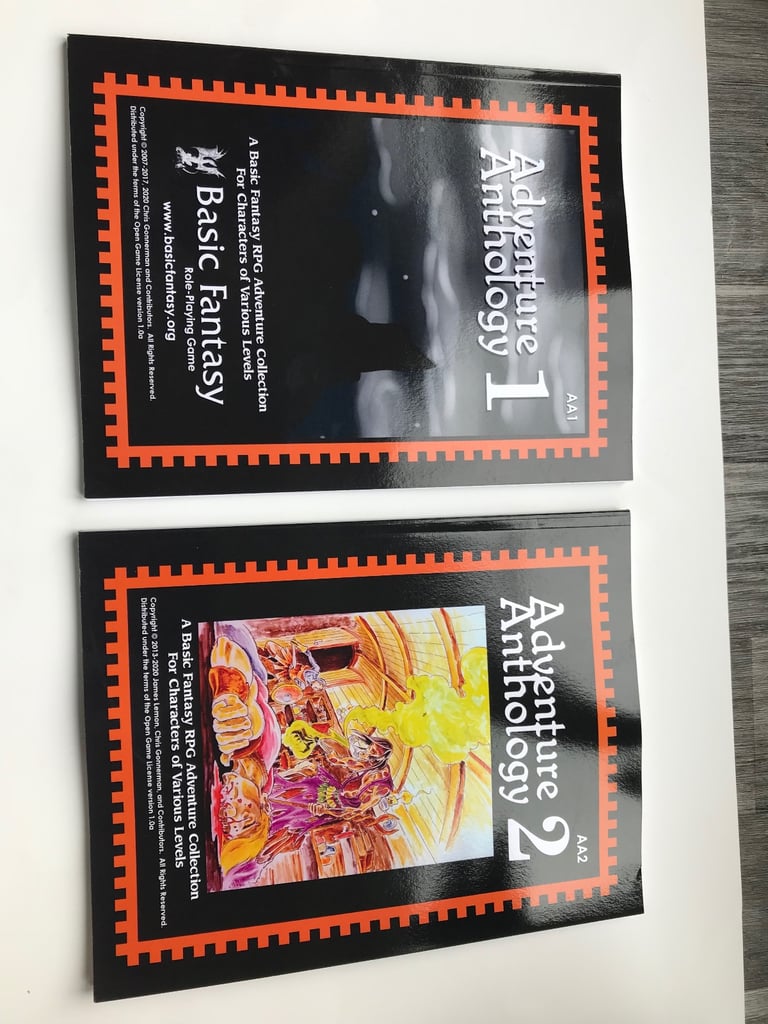 AA1
Adventure
Anthology 1
A Basic Fantasy RPG Adventure Collection
For Characters of Various Levels
Basic Fantasy
Role-Playing Game
www.basicfantasy.org
Copyright © 2007-2017, 2020 Chris Gonnerman and Contributors. All Rights Reserved.
Distributed under the terms of the Open Game License version 1.0a
AA2
Adventure
Anthology 2
A Basic Fantasy RPG Adventure Collection
For Characters of Various Levels
Copyright © 2013-2020 James Lemon, Chris Gonnerman, and Contributors. All Rights Reserved.
Distributed under the terms of the Open Game License version 1.0a